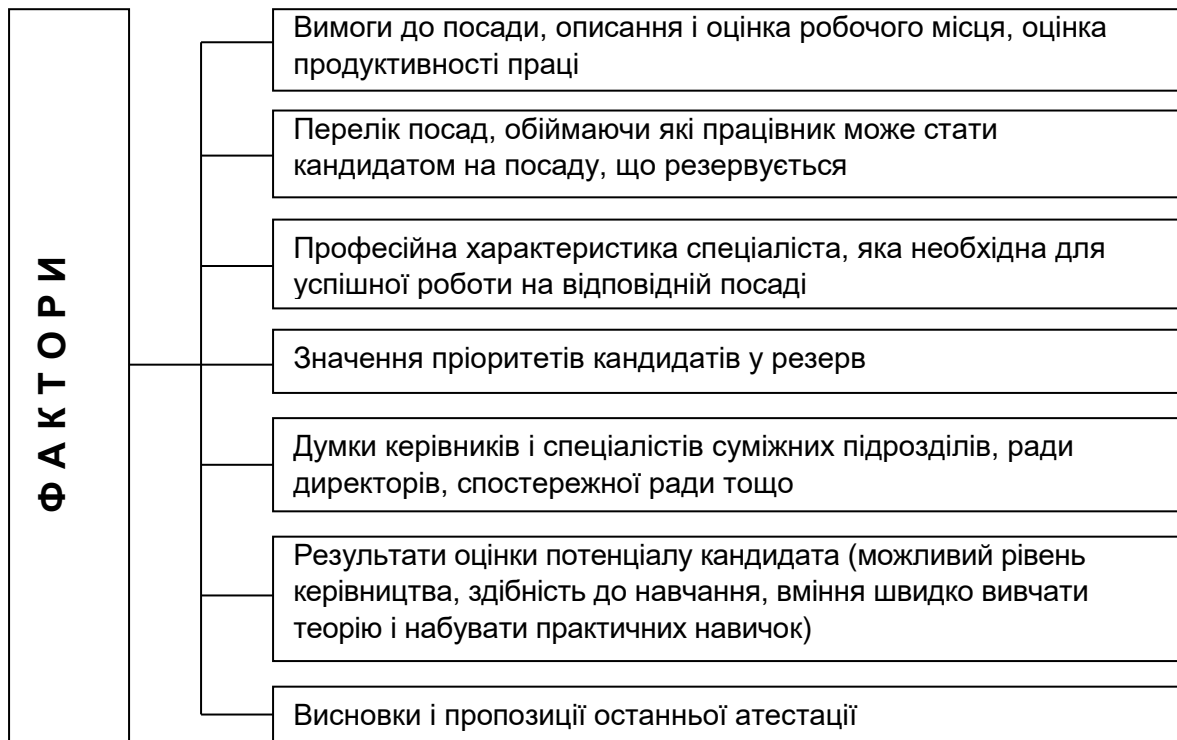 Ф А К Т О Р И
Вимоги до посади, описання і оцінка робочого місця, оцінка
продуктивності праці
Перелік посад, обіймаючи які працівник може стати
кандидатом на посаду, що резервується
Професійна характеристика спеціаліста, яка необхідна для
успішної роботи на відповідній посаді
Значення пріоритетів кандидатів у резерв
Думки керівників і спеціалістів суміжних підрозділів, ради
директорів, спостережної ради тощо
Результати оцінки потенціалу кандидата (можливий рівень
керівництва, здібність до навчання, вміння швидко вивчати
теорію і набувати практичних навичок)
Висновки і пропозиції останньої атестації